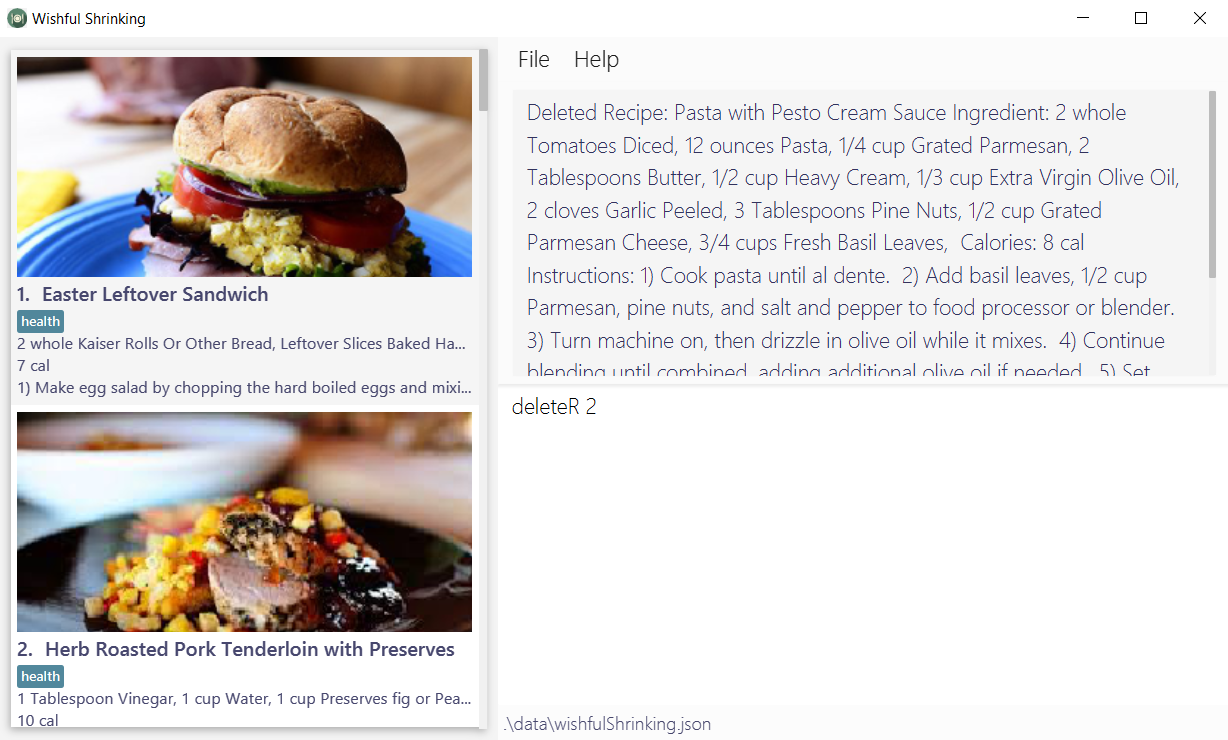 Wishful Shrinking
1. Easter Leftover Sandwich
health
2 whole Kaiser Rolls Or Other Bread, Leftover Slices Baked Ha...
7 cal
1) Make egg salad by chopping the hard boiled eggs and mixi...
2. Herb Roasted Pork Tenderloin with Preserves
health
1 Tablespoon Vinegar, 1 cup Water, 1 cup Preserves fig or Pea...
10 cal
File Help
Deleted Recipe: Pasta with Pesto Cream Sauce Ingredient: 2 whole
Tomatoes Diced, 12 ounces Pasta, 1/4 cup Grated Parmesan, 2
Tablespoons Butter, 1/2 cup Heavy Cream, 1/3 cup Extra Virgin Olive Oil,
2 cloves Garlic Peeled, 3 Tablespoons Pine Nuts, 1/2 cup Grated
Parmesan Cheese, 3/4 cups Fresh Basil Leaves,  Calories: 8 cal
Instructions: 1) Cook pasta until al dente.  2) Add basil leaves, 1/2 cup
Parmesan, pine nuts, and salt and pepper to food processor or blender.
3) Turn machine on, then drizzle in olive oil while it mixes.  4) Continue
blending until combined, adding additional olive oil if needed.  5) Set
deleteR 2
.\data\wishfulShrinking.json